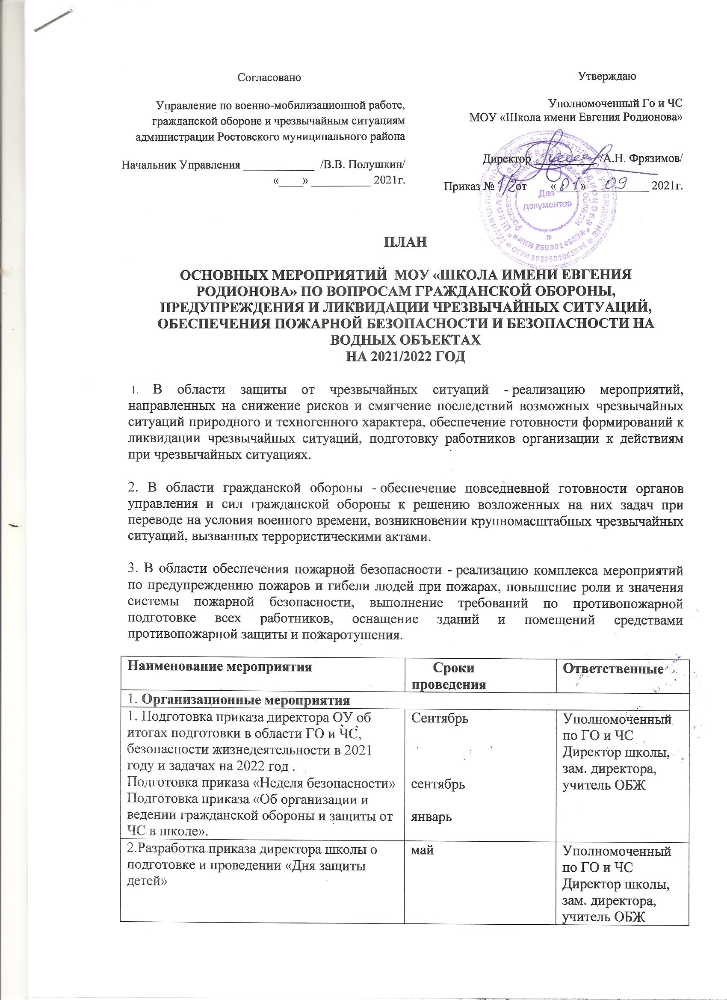 Согласовано
Управление по военно-мобилизационной работе,
гражданской обороне и чрезвычайным ситуациям
администрации Ростовского муниципального района
Начальник Управления ____________ /В.В. Полушкин/
«____» __________ 2021г.
Утверждаю
Уполномоченный Го и ЧС
МОУ «Школа имени Евгения Родионова»
Директор __________ /А.Н. Фрязимов/
Приказ № 1/2 от «01» 09 2021г.
Для
документов
ИНН 7609014503
ОГРН 1027601063535
ПЛАН
ОСНОВНЫХ МЕРОПРИЯТИЙ МОУ «ШКОЛА ИМЕНИ ЕВГЕНИЯ
РОДИОНОВА» ПО ВОПРОСАМ ГРАЖДАНСКОЙ ОБОРОНЫ,
ПРЕДУПРЕЖДЕНИЯ И ЛИКВИДАЦИИ ЧРЕЗВЫЧАЙНЫХ СИТУАЦИЙ,
ОБЕСПЕЧЕНИЯ ПОЖАРНОЙ БЕЗОПАСНОСТИ И БЕЗОПАСНОСТИ НА
ВОДНЫХ ОБЪЕКТАХ
НА 2021/2022 ГОД
1. В области защиты от чрезвычайных ситуаций - реализацию мероприятий,
направленных на снижение рисков и смягчение последствий возможных чрезвычайных
ситуаций природного и техногенного характера, обеспечение готовности формирований к
ликвидации чрезвычайных ситуаций, подготовку работников организации к действиям
при чрезвычайных ситуациях.
2. В области гражданской обороны - обеспечение повседневной готовности органов
управления и сил гражданской обороны к решению возложенных на них задач при
переводе на условия военного времени, возникновении крупномасштабных чрезвычайных
ситуаций, вызванных террористическими актами.
3. В области обеспечения пожарной безопасности - реализацию комплекса мероприятий
по предупреждению пожаров и гибели людей при пожарах, повышение роли и значения
системы пожарной безопасности, выполнение требований по противопожарной
подготовке всех работников, оснащение зданий и помещений средствами
противопожарной защиты и пожаротушения.
Наименование мероприятия
Сроки
проведения
Ответственные
1. Организационные мероприятия
1. Подготовка приказа директора ОУ об
итогах подготовки в области ГО и ЧС,
безопасности жизнедеятельности в 2021
году и задачах на 2022 год .
Подготовка приказа «Неделя безопасности»
Подготовка приказа «Об организации и
ведении гражданской обороны и защиты от
ЧС в школе».
Сентябрь
сентябрь
январь
Уполномоченный
по ГО и ЧС
Директор школы,
зам. директора,
учитель ОБЖ
2.Разработка приказа директора школы о
подготовке и проведении «Дня защиты
детей»
май
Уполномоченный
по ГО и ЧС
Директор школы,
зам. директора,
учитель ОБЖ